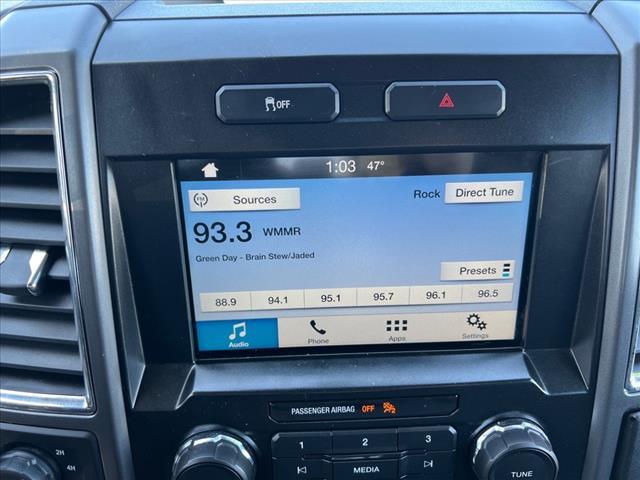 OFF
1:03 47°
FM Sources
Rock Direct Tune
93.3 WMMR
Green Day - Brain Stew/Jaded
Presets
88.9 94.1 95.1 95.7 96.1 96.5
Audio Phone Apps Settings
PASSENGER AIRBAG OFF
1 2 3
MEDIA
TUNE
2H
4H